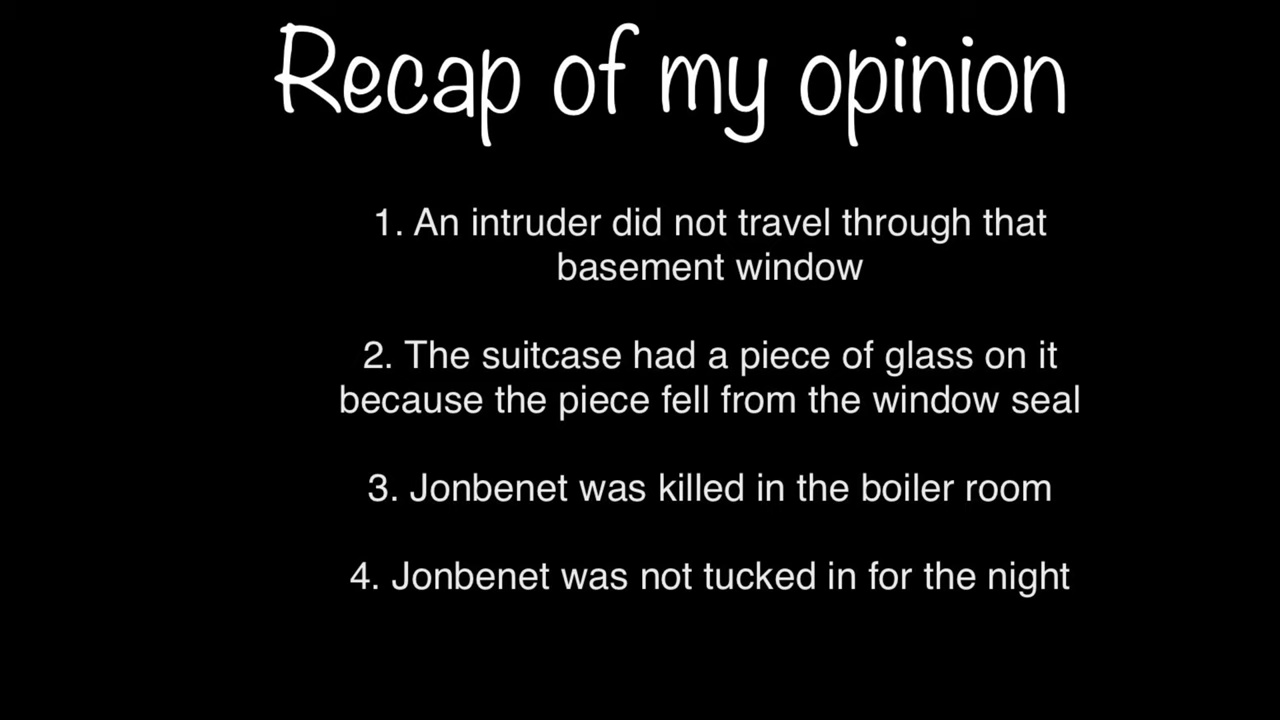 Recap of my opinion
1. An intruder did not travel through that
basement window
2. The suitcase had a piece of glass on it
because the piece fell from the window seal
3. Jonbenet was killed in the boiler room
4. Jonbenet was not tucked in for the night